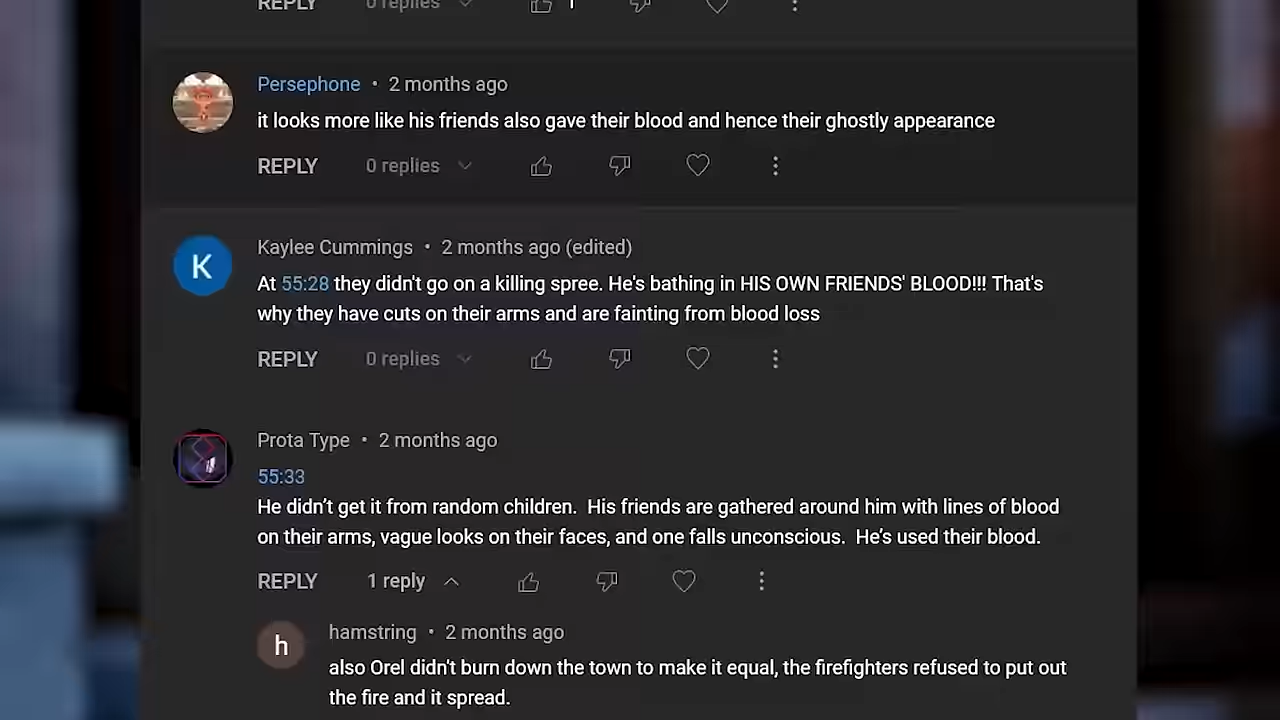 REPLY 0 replies 1
Persephone • 2 months ago
it looks more like his friends also gave their blood and hence their ghostly appearance
REPLY 0 replies
K
Kaylee Cummings • 2 months ago (edited)
At 55:28 they didn't go on a killing spree. He's bathing in HIS OWN FRIENDS' BLOOD!!! That's
why they have cuts on their arms and are fainting from blood loss
REPLY 0 replies
Prota Type • 2 months ago
55:33
He didn't get it from random children.  His friends are gathered around him with lines of blood
on their arms, vague looks on their faces, and one falls unconscious.  He's used their blood.
REPLY 1 reply
h
hamstring • 2 months ago
also Orel didn't burn down the town to make it equal, the firefighters refused to put out
the fire and it spread.